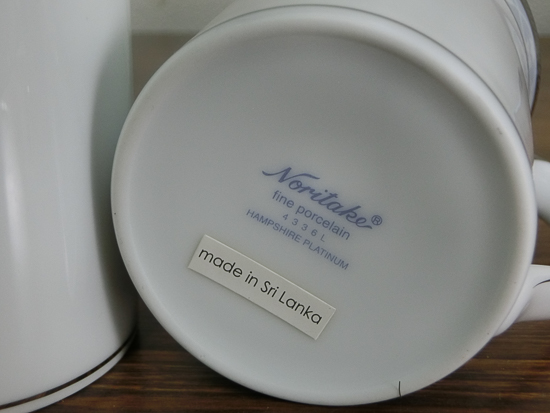 Noritake®
fine porcelain
4336L
HAMPSHIRE PLATINUM
made in Sri Lanka